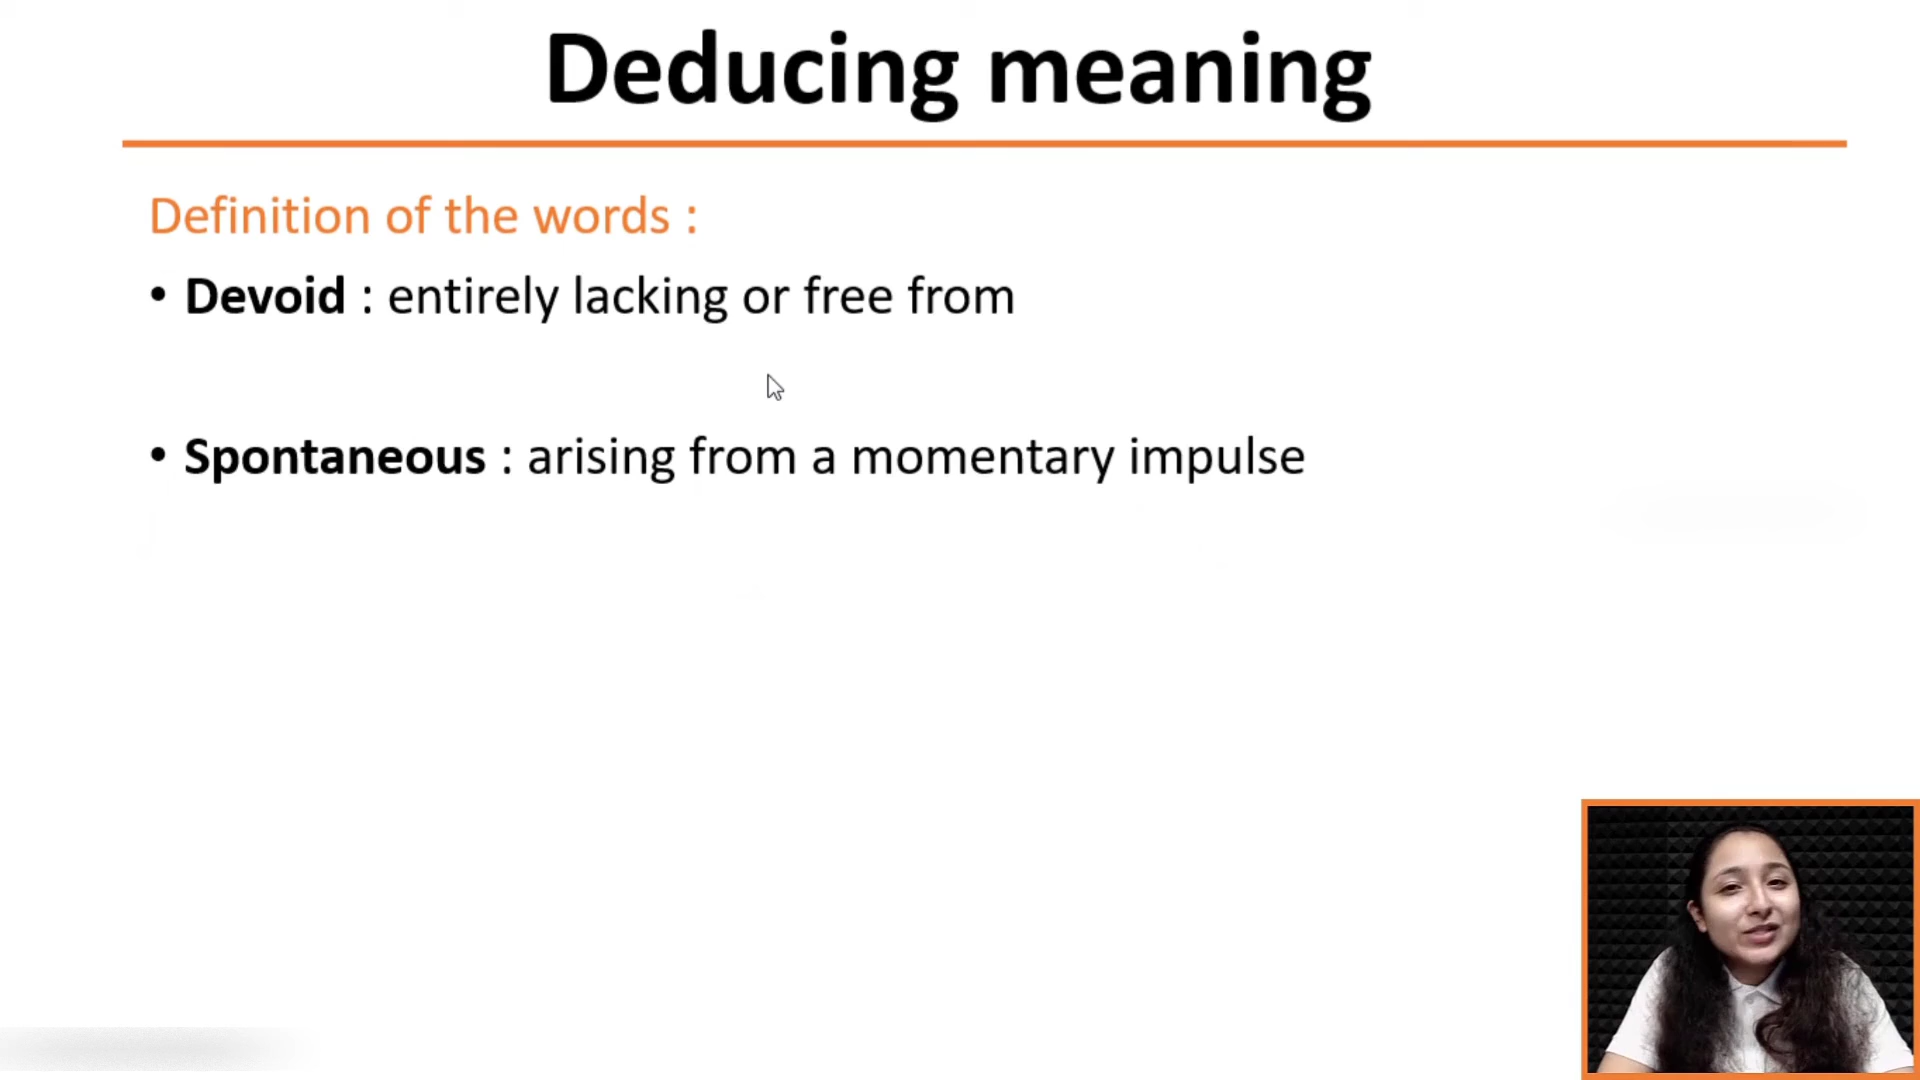 Deducing meaning
Definition of the words :
• Devoid : entirely lacking or free from
• Spontaneous : arising from a momentary impulse